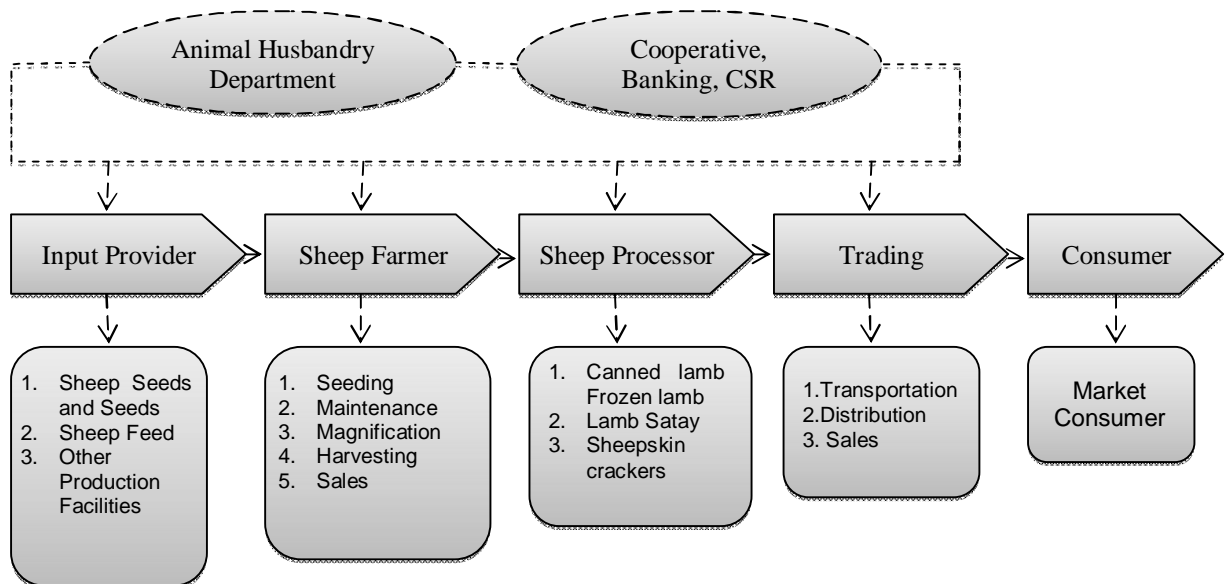 Animal Husbandry
Department
Cooperative,
Banking, CSR
Input Provider
Sheep Farmer
Sheep Processor
Trading
Consumer
1. Sheep Seeds
and Seeds
2. Sheep Feed
3. Other
Production
Facilities
1. Seeding
2. Maintenance
3. Magnification
4. Harvesting
5. Sales
1. Canned lamb
Frozen lamb
2. Lamb Satay
3. Sheepskin
crackers
1.Transportation
2.Distribution
3. Sales
Market
Consumer